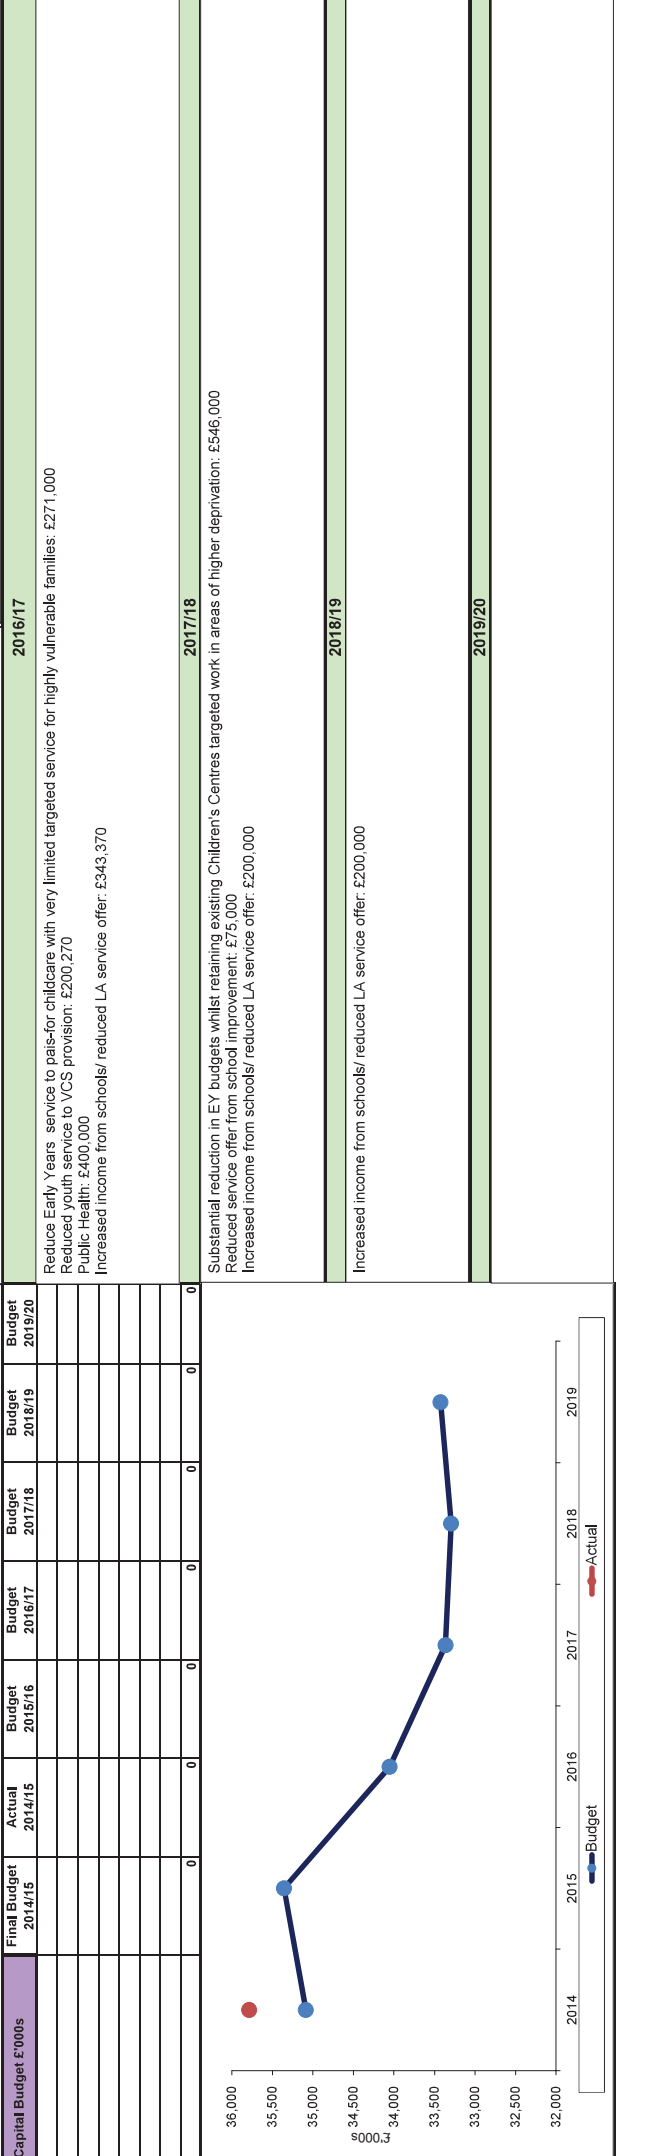 Capital Budget £'000s
Final Budget 2014/15
Actual 2014/15
Budget 2015/16
Budget 2016/17
Budget 2017/18
Budget 2018/19
Budget 2019/20
0 0 0 0 0 0 0
£'000s
36,000
35,500
35,000
34,500
34,000
33,500
33,000
32,500
32,000
2014 2015 2016 2017 2018 2019
Budget Actual
2016/17
Reduce Early Years service to pais-for childcare with very limited targeted service for highly vulnerable families: £271,000
Reduced youth service to VCS provision: £200,270
Public Health: £400,000
Increased income from schools/ reduced LA service offer: £343,370
2017/18
Substantial reduction in EY budgets whilst retaining existing Children's Centres targeted work in areas of higher deprivation: £546,000
Reduced service offer from school improvement: £75,000
Increased income from schools/ reduced LA service offer: £200,000
2018/19
Increased income from schools/ reduced LA service offer: £200,000
2019/20